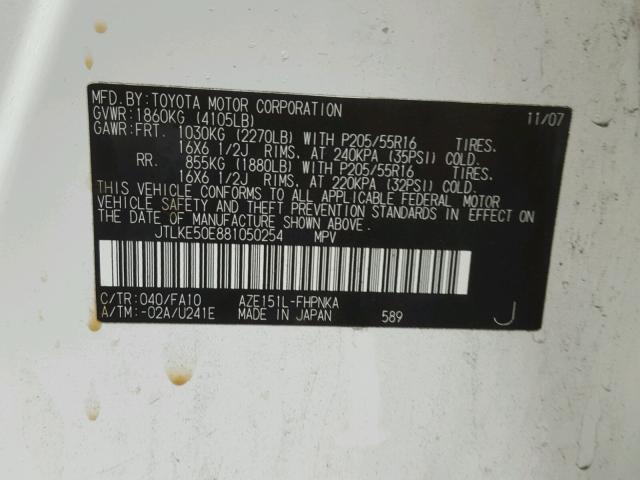 MFD.BY:TOYOTA MOTOR CORPORATION 11/07
GVWR:1860KG (4105LB)
GAWR:FRT. 1030KG (2270LB) WITH P205/55R16 TIRES.
16X6 1/2J RIMS, AT 240KPA (35PSI) COLD.
RR. 855KG (1880LB) WITH P205/55R16 TIRES.
16X6 1/2J RIMS, AT 220KPA (32PSI) COLD.
THIS VEHICLE CONFORMS TO ALL APPLICABLE FEDERAL MOTOR
VEHICLE SAFETY AND THEFT PREVENTION STANDARDS IN EFFECT ON THE
DATE OF MANUFACTURE SHOWN ABOVE.
JTLKE50E881050254 MPV
C/TR:040/FA10 AZE151L-FHPNKA
A/TM:-02A/U241E MADE IN JAPAN 589 J